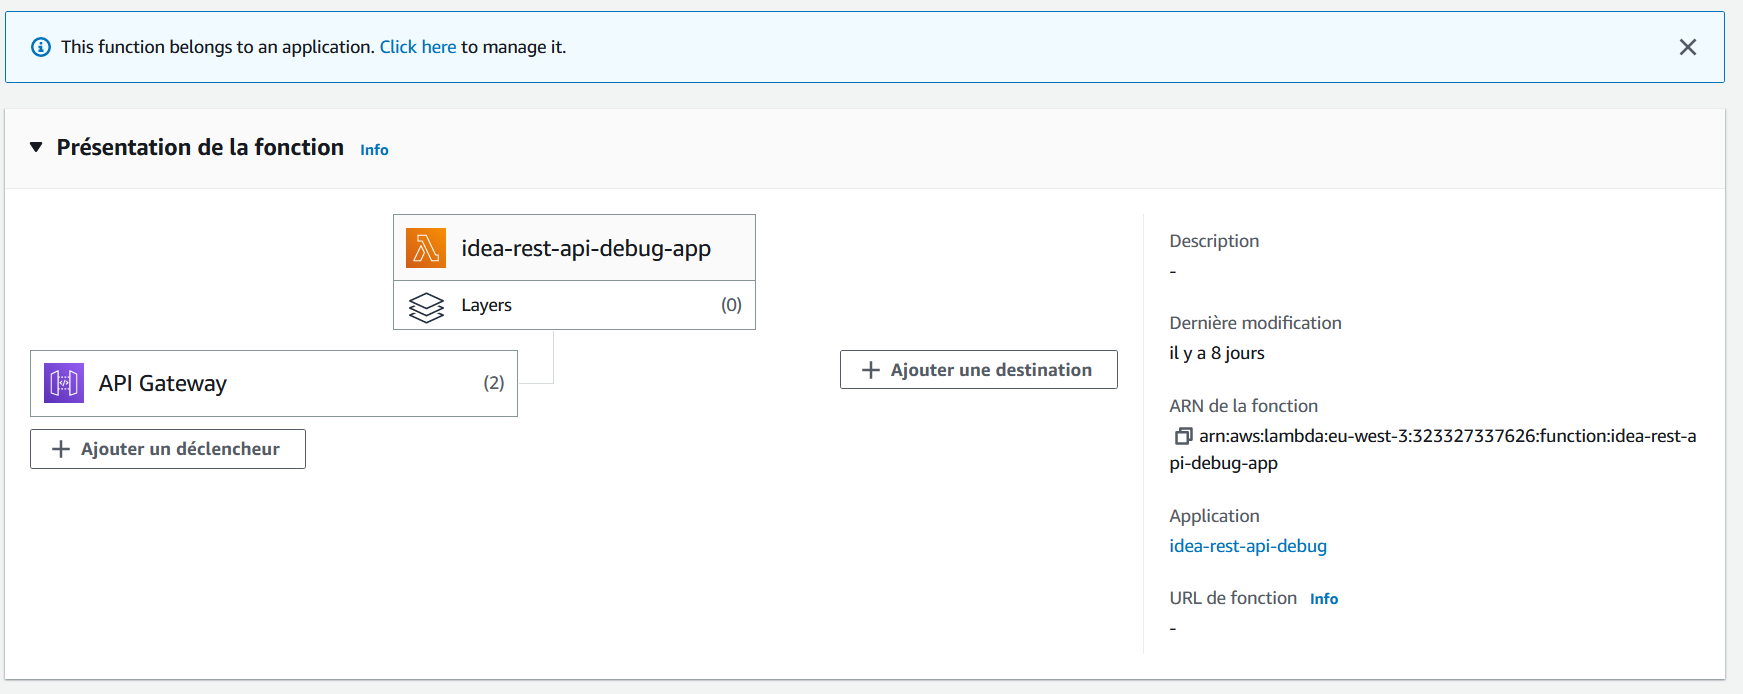 This function belongs to an application. Click here to manage it.
Présentation de la fonction Info
idea-rest-api-debug-app
Layers (0)
API Gateway (2)
Ajouter un déclencheur
Ajouter une destination
Description
-
Dernière modification
il y a 8 jours
ARN de la fonction
arn:aws:lambda:eu-west-3:323327337626:function:idea-rest-a
pi-debug-app
Application
idea-rest-api-debug
URL de fonction Info
-